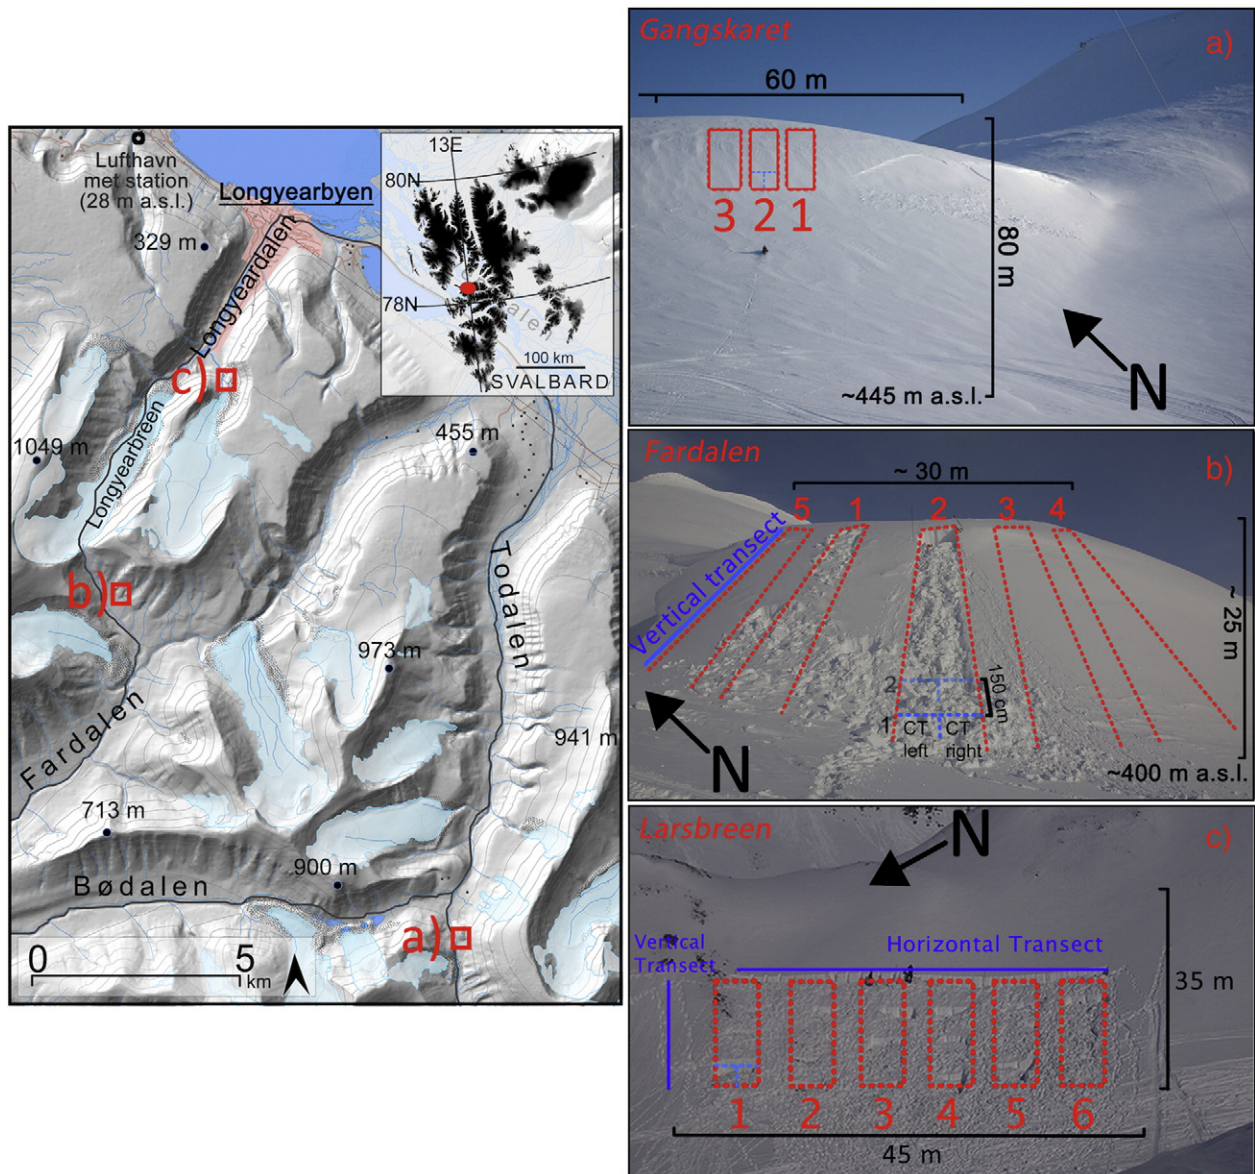 Lufthavn
met station
(28 m a.s.l.)
Longyearbyen
329 m
Longyeardalen
13E
80N
78N
dalen
100 km
SVALBARD
c)
1049 m
Longyearbreen
455 m
b)
Todalen
973 m
Fardalen
941 m
713 m
900 m
Bødalen
a)
0 5
km
Gangskaret
a)
60 m
3 2 1
80 m
N
~445 m a.s.l.
Fardalen
b)
~ 30 m
5 1 2 3 4
Vertical transect
~ 25 m
2
150 cm
1
CT
left
CT
right
N
~400 m a.s.l.
Larsbreen
c)
N
Vertical
Transect
Horizontal Transect
35 m
1 2 3 4 5 6
45 m